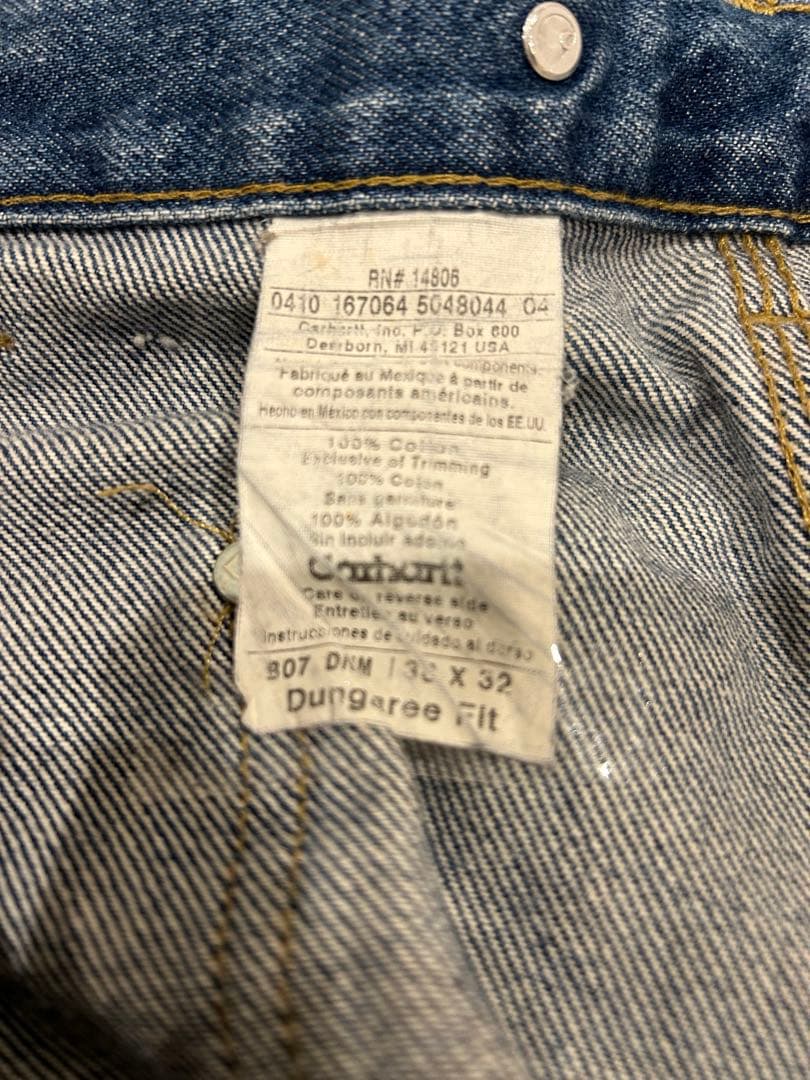 RN# 14806
0410 167064 5048044 04
Carhartt, Inc. P.O. Box 600
Dearborn, MI 48121 USA
components.
Fabriqué au Mexique à partir de
composants américains.
Hecho en México con componentes de los EE.UU.
100% Cotton
Exclusive of Trimming
100% Coton
Sans garniture
100% Algodón
Sin incluir adorno
Carhartt
Care on reverse side
Entretien au verso
Instrucciones de cuidado al dorso
DNM X 32
Dungaree Fit